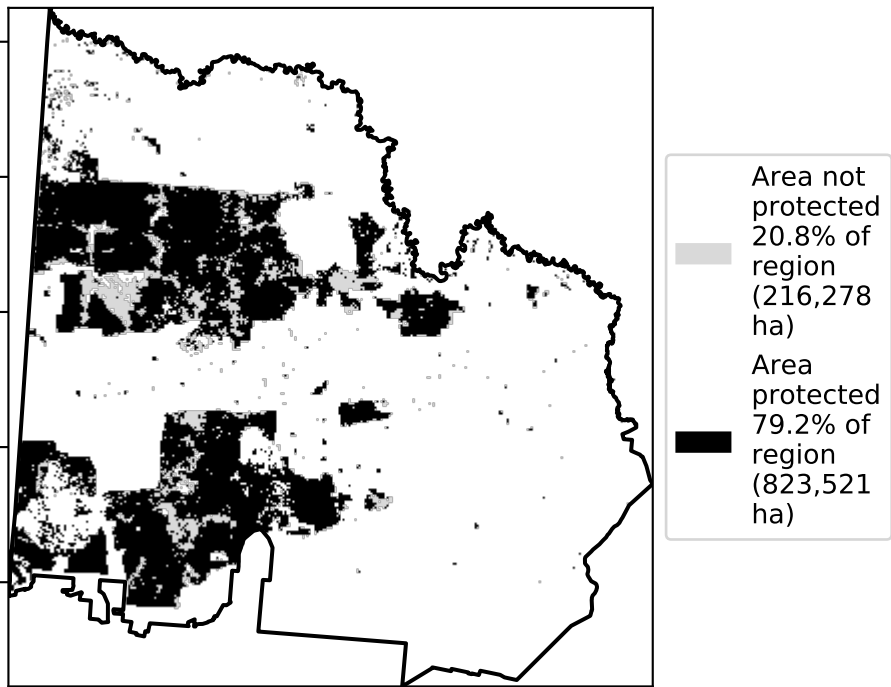 Area not
protected
20.8% of
region
(216,278
ha)
Area
protected
79.2% of
region
(823,521
ha)